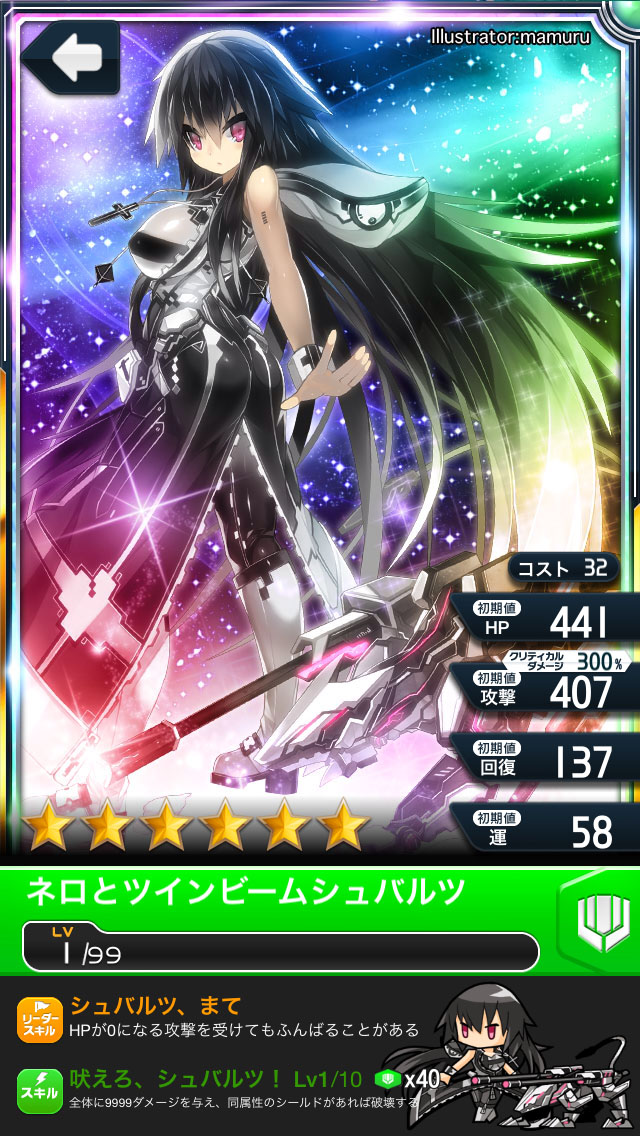 Illustrator:mamuru
コスト 32
初期値
HP 441
クリティカル
ダメージ 300%
初期値
攻撃 407
初期値
回復 137
初期値
運 58
ネロとツインビームシュバルツ
LV
1/99
リーダー
スキル
シュバルツ、まて
HPが0になる攻撃を受けてもふんばることがある
スキル
吠えろ、シュバルツ! Lv1/10 x40
全体に9999ダメージを与え、同属性のシールドがあれば破壊する